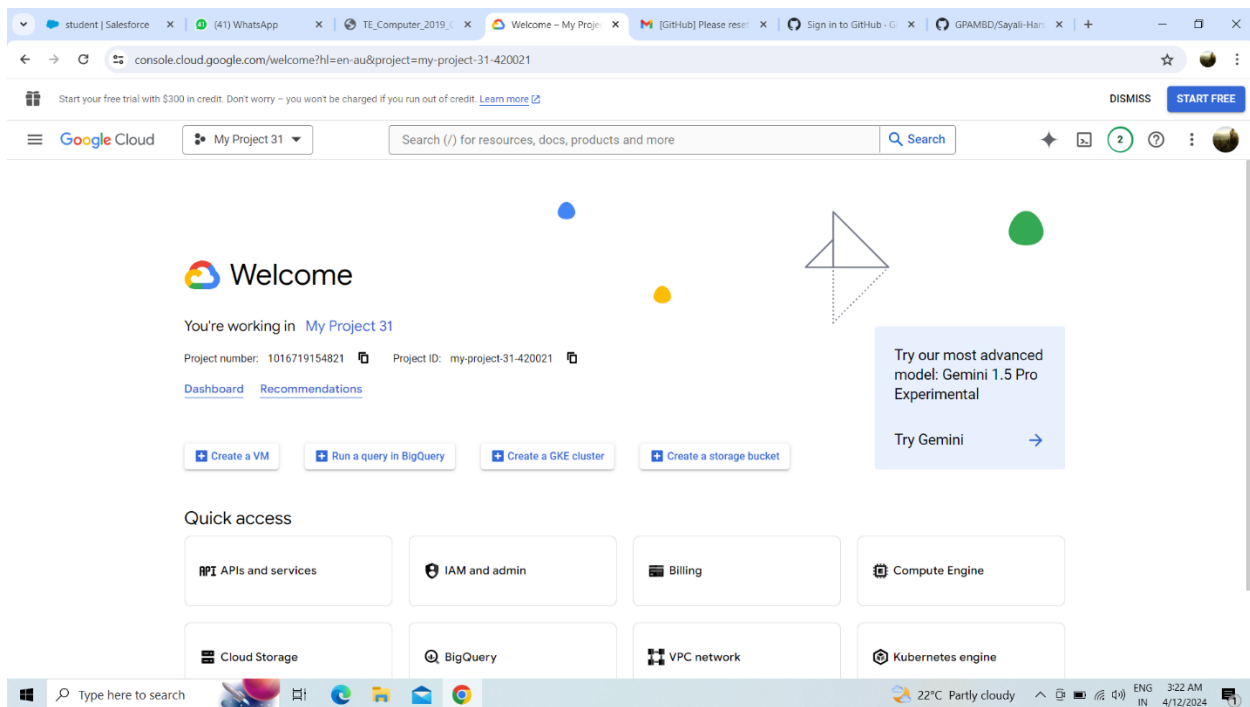 student | Salesforce
(41) WhatsApp
TE_Computer_2019_
Welcome – My Proje
[GitHub] Please reset
Sign in to GitHub · G
GPAMBD/Sayali-Har
console.cloud.google.com/welcome?hl=en-au&project=my-project-31-420021
Start your free trial with $300 in credit. Don't worry – you won't be charged if you run out of credit. Learn more
DISMISS
START FREE
Google Cloud
My Project 31
Search (/) for resources, docs, products and more
Search
2
Welcome
You're working in My Project 31
Project number: 1016719154821
Project ID: my-project-31-420021
Dashboard
Recommendations
Try our most advanced
model: Gemini 1.5 Pro
Experimental
Try Gemini
Create a VM
Run a query in BigQuery
Create a GKE cluster
Create a storage bucket
Quick access
API APIs and services
IAM and admin
Billing
Compute Engine
Cloud Storage
BigQuery
VPC network
Kubernetes engine
Type here to search
22°C Partly cloudy
ENG
IN
3:22 AM
4/12/2024
1